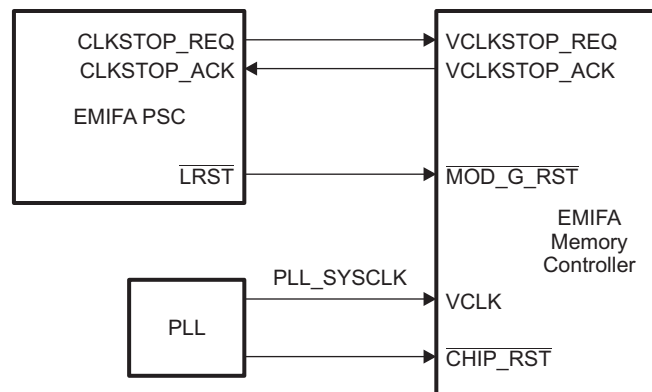 CLKSTOP_REQ
VCLKSTOP_REQ
CLKSTOP_ACK
VCLKSTOP_ACK
EMIFA PSC
LRST
MOD_G_RST
EMIFA
Memory
Controller
PLL_SYSCLK
VCLK
PLL
CHIP_RST